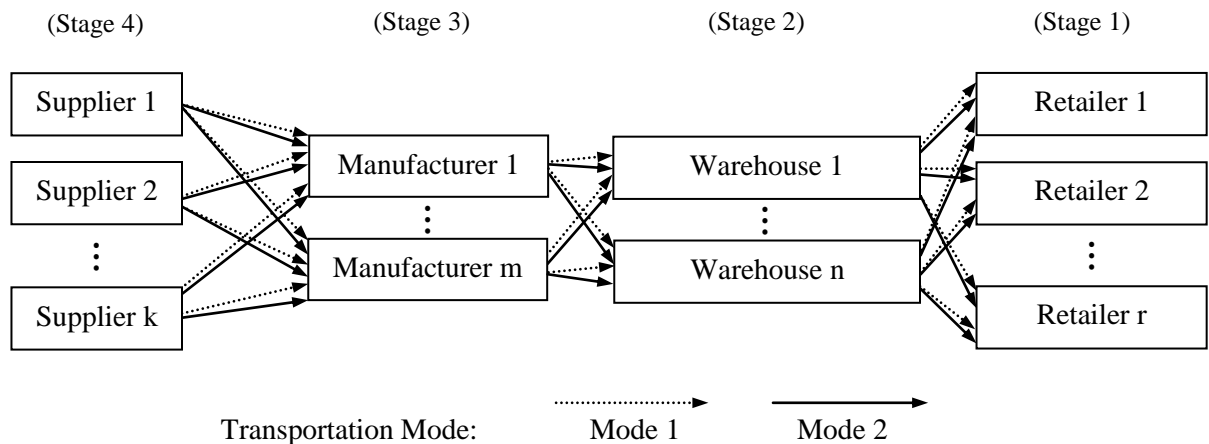 (Stage 4) (Stage 3) (Stage 2) (Stage 1)
Supplier 1
Supplier 2
Supplier k
Manufacturer 1
Manufacturer m
Warehouse 1
Warehouse n
Retailer 1
Retailer 2
Retailer r
Transportation Mode: Mode 1 Mode 2